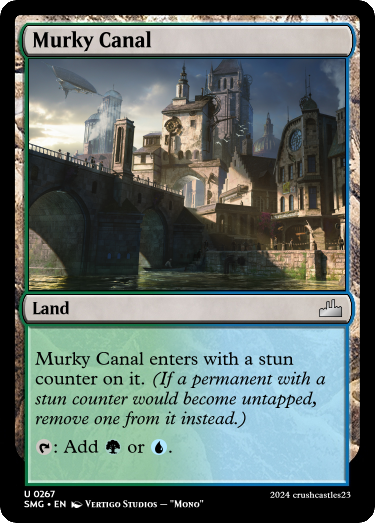 Murky Canal
Land
Murky Canal enters with a stun
counter on it. (If a permanent with a
stun counter would become untapped,
remove one from it instead.)
: Add or .
U 0267
SMG • EN VERTIGO STUDIOS — "Mono"
2024 crushcastles23